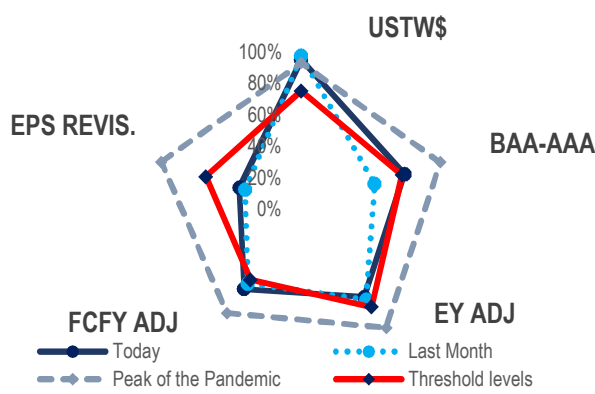 USTW$
100%
80%
EPS REVIS.
60%
BAA-AAA
40%
20%
0%
EY ADJ
FCFY ADJ
Today
Last Month
Peak of the Pandemic
Threshold levels